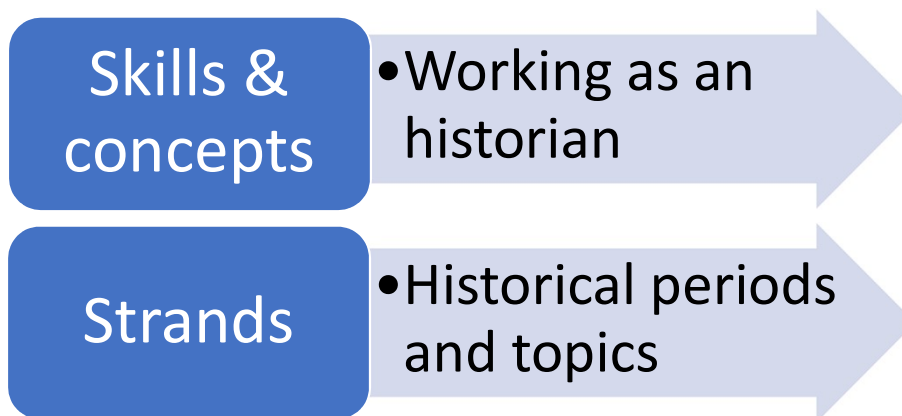 Skills &
concepts
•Working as an
historian
Strands
•Historical periods
and topics